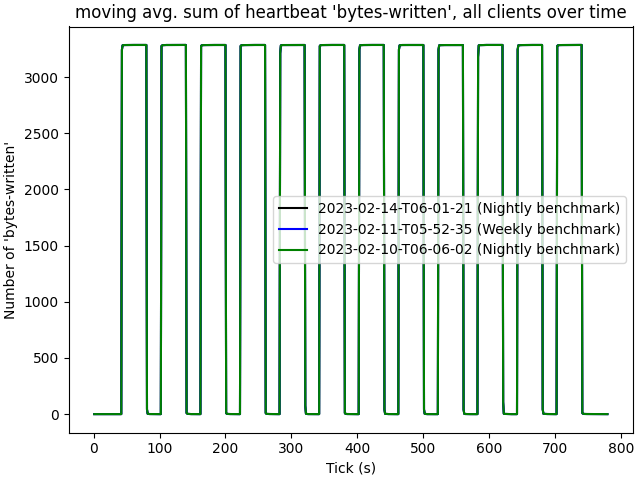 moving avg. sum of heartbeat 'bytes-written', all clients over time
Number of 'bytes-written'
3000
2500
2000
1500
1000
500
0
2023-02-14-T06-01-21 (Nightly benchmark)
2023-02-11-T05-52-35 (Weekly benchmark)
2023-02-10-T06-06-02 (Nightly benchmark)
0 100 200 300 400 500 600 700 800
Tick (s)